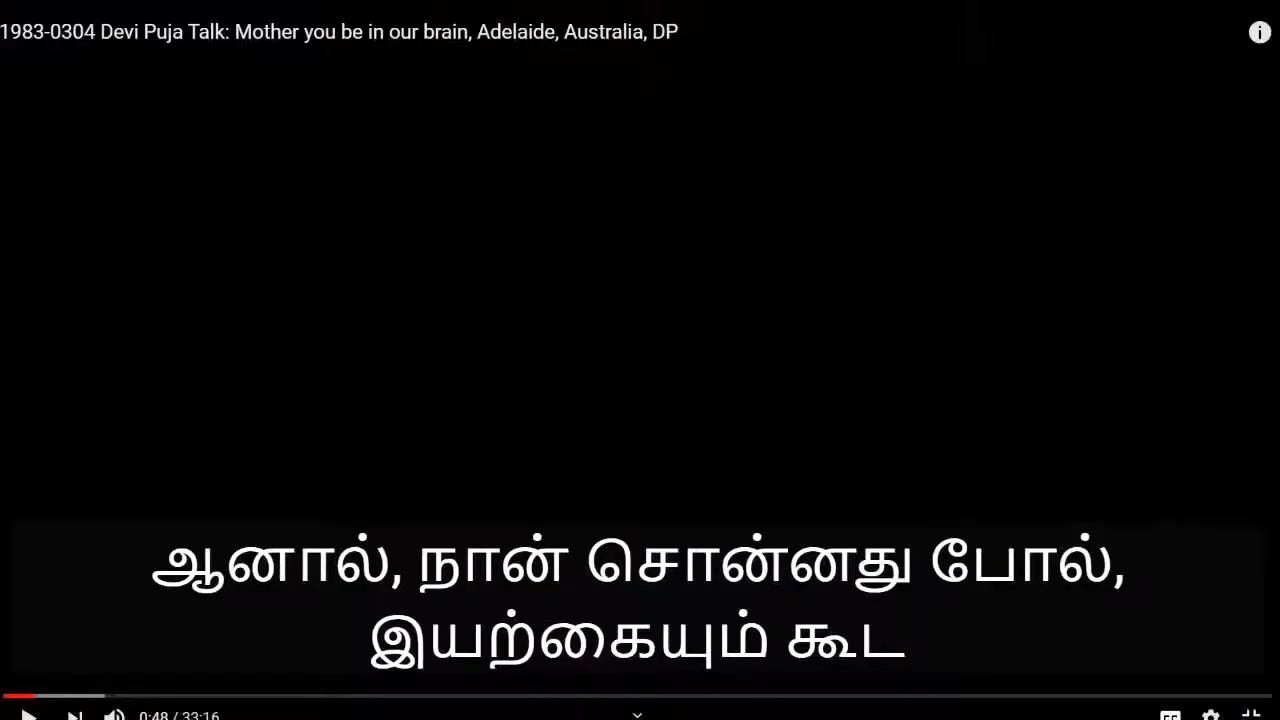 1983-0304 Devi Puja Talk: Mother you be in our brain, Adelaide, Australia, DP
ஆனால், நான் சொன்னது போல்,
இயற்கையும் கூட
0:48 / 33:16